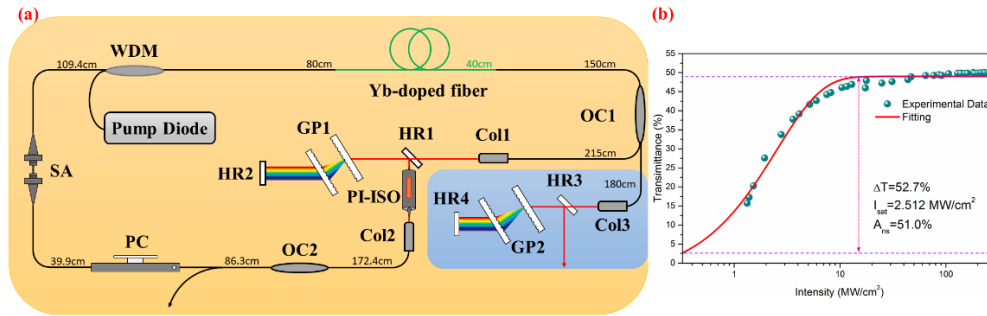 (a)
WDM
109.4cm
80cm
40cm
150cm
Yb-doped fiber
Pump Diode
OC1
GP1
HR1
Col1
HR2
215cm
SA
PI-ISO
180cm
HR4
HR3
Col3
GP2
PC
OC2
Col2
39.9cm
86.3cm
172.4cm
(b)
55
50
45
40
35
30
25
20
15
10
5
0
Transimittance (%)
Experimental Data
Fitting
ΔT=52.7%
Isat=2.512 MW/cm²
Ans=51.0%
1
10
100
Intensity (MW/cm²)